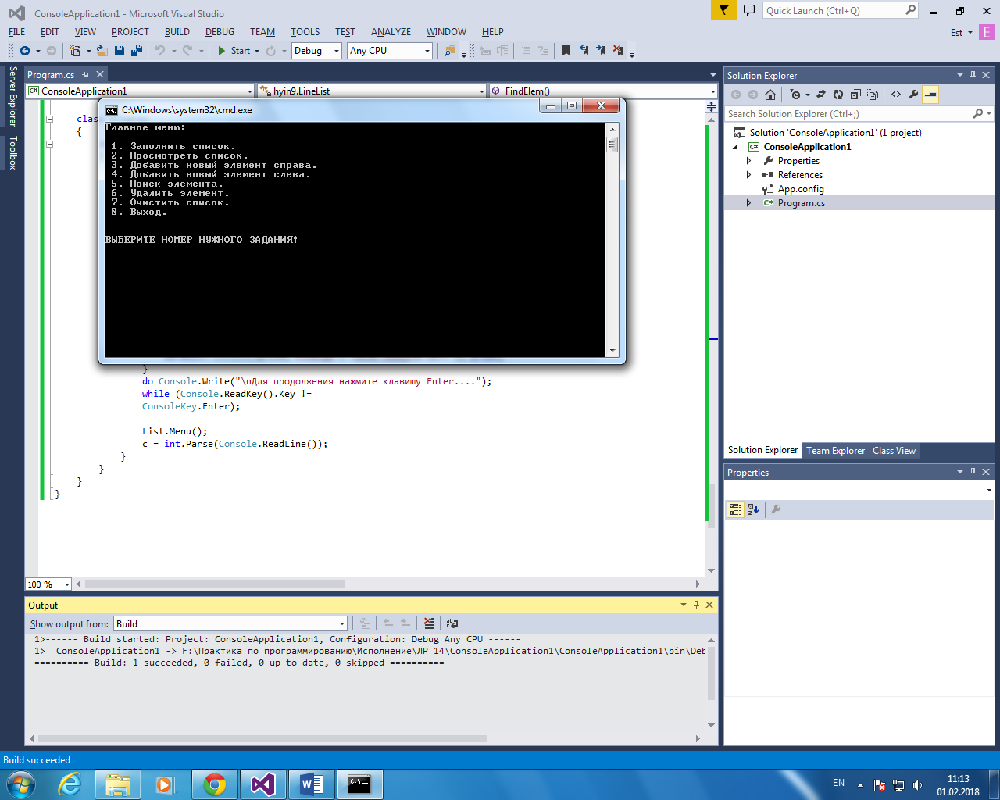 ConsoleApplication1 - Microsoft Visual Studio
Quick Launch (Ctrl+Q)
FILE EDIT VIEW PROJECT BUILD DEBUG TEAM TOOLS TEST ANALYZE WINDOW HELP
Est E
Start Debug Any CPU
Server Explorer
Toolbox
Program.cs
ConsoleApplication1 hyin9.LineList FindElem()
clas
{
C:\Windows\system32\cmd.exe
Главное меню:
1. Заполнить список.
2. Просмотреть список.
3. Добавить новый элемент справа.
4. Добавить новый элемент слева.
5. Поиск элемента.
6. Удалить элемент.
7. Очистить список.
8. Выход.
ВЫБЕРИТЕ НОМЕР НУЖНОГО ЗАДАНИЯ!
}
do Console.Write("\nДля продолжения нажмите клавишу Enter....");
while (Console.ReadKey().Key !=
ConsoleKey.Enter);
List.Menu();
c = int.Parse(Console.ReadLine());
}
}
}
}
100 %
Solution Explorer
Search Solution Explorer (Ctrl+;)
Solution 'ConsoleApplication1' (1 project)
C# ConsoleApplication1
Properties
References
App.config
C# Program.cs
Solution Explorer Team Explorer Class View
Properties
Output
Show output from: Build
1>------ Build started: Project: ConsoleApplication1, Configuration: Debug Any CPU ------
1>  ConsoleApplication1 -> F:\Практика по программированию\Исполнение\ЛР 14\ConsoleApplication1\ConsoleApplication1\bin\Deb
========== Build: 1 succeeded, 0 failed, 0 up-to-date, 0 skipped ==========
Build succeeded
EN
11:13
01.02.2018